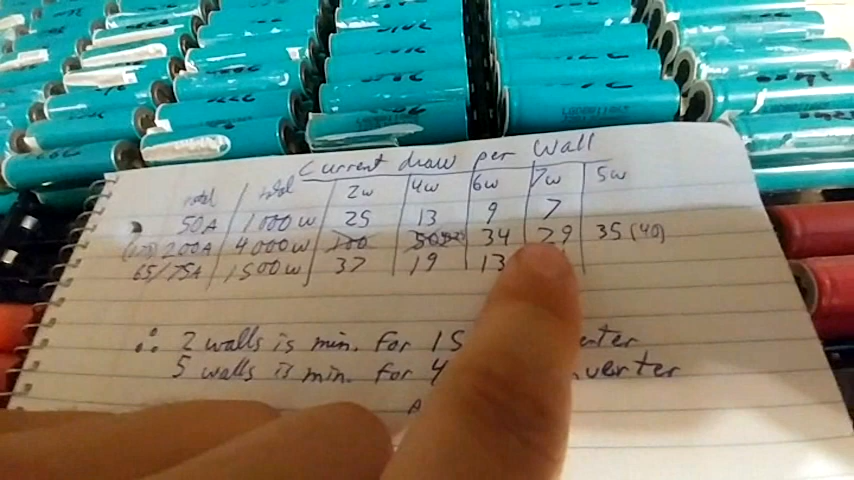 Current draw per Wall
total total 2w 4w 6w 7w 5w
50A 1000w 25 13 9 7
200A 4000w 100 34 29 35(40)
65/75A 1500w 37 19 13
∴ 2 walls is min. for 15
5 walls is min. for 4 nverter